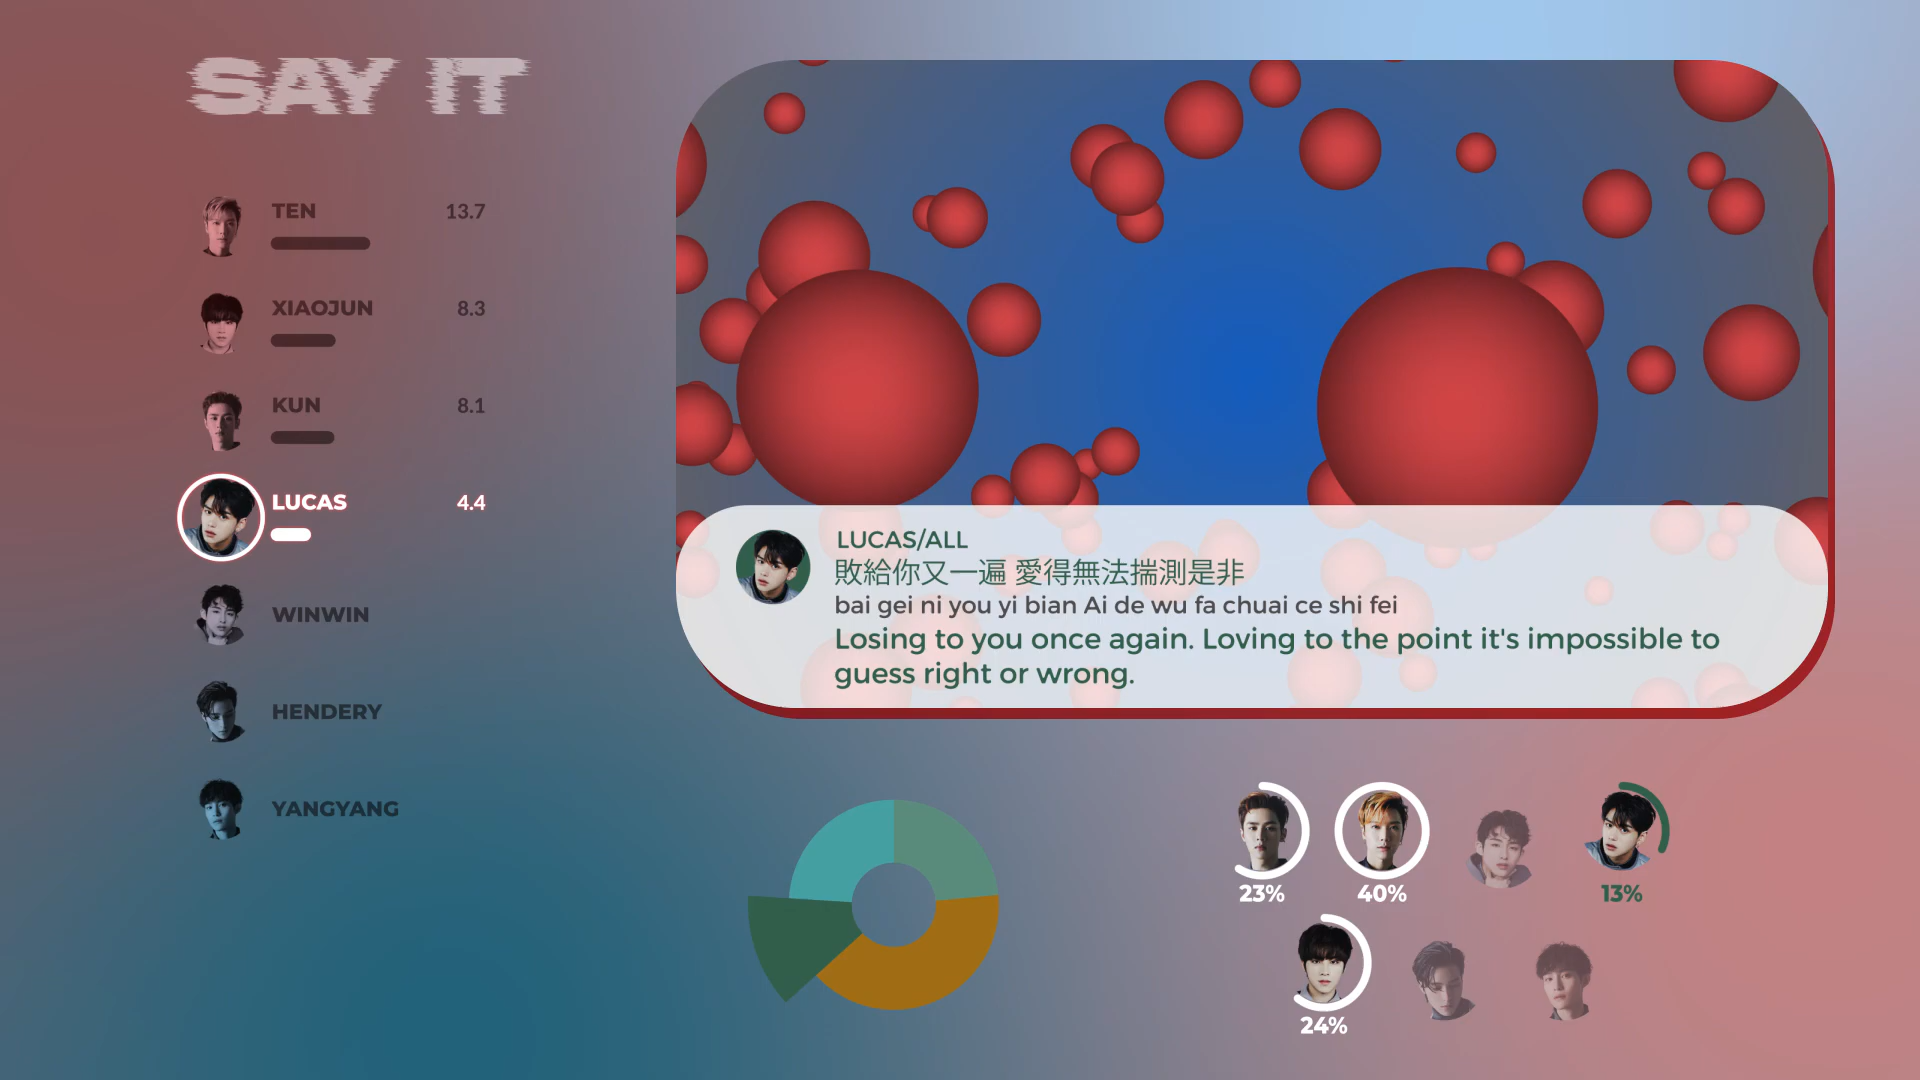 SAY IT
TEN 13.7
XIAOJUN 8.3
KUN 8.1
LUCAS 4.4
WINWIN
HENDERY
YANGYANG
LUCAS/ALL
敗給你又一遍 愛得無法揣測是非
bai gei ni you yi bian Ai de wu fa chuai ce shi fei
Losing to you once again. Loving to the point it's impossible to
guess right or wrong.
23% 40% 13%
24%